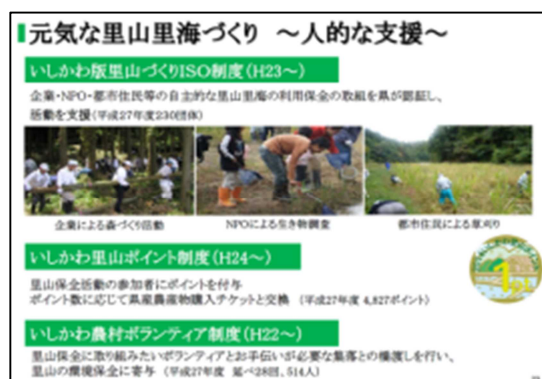 元気な里山里海づくり ～人的な支援～
いしかわ版里山づくりISO制度(H23～)
企業・NPO・都市住民等の自主的な里山里海の利用保全の取組を県が認証し、
活動を支援(平成27年度230団体)
企業による森づくり活動
NPOによる生き物調査
都市住民による草刈り
いしかわ里山ポイント制度(H24～)
里山保全活動の参加者にポイントを付与
ポイント数に応じて県産農産物購入チケットと交換 (平成27年度 4,827ポイント)
いしかわ農村ボランティア制度(H22～)
里山保全に取り組みたいボランティアとお手伝いが必要な集落との橋渡しを行い、
里山の環境保全に寄与 (平成27年度 延べ28回、514人)